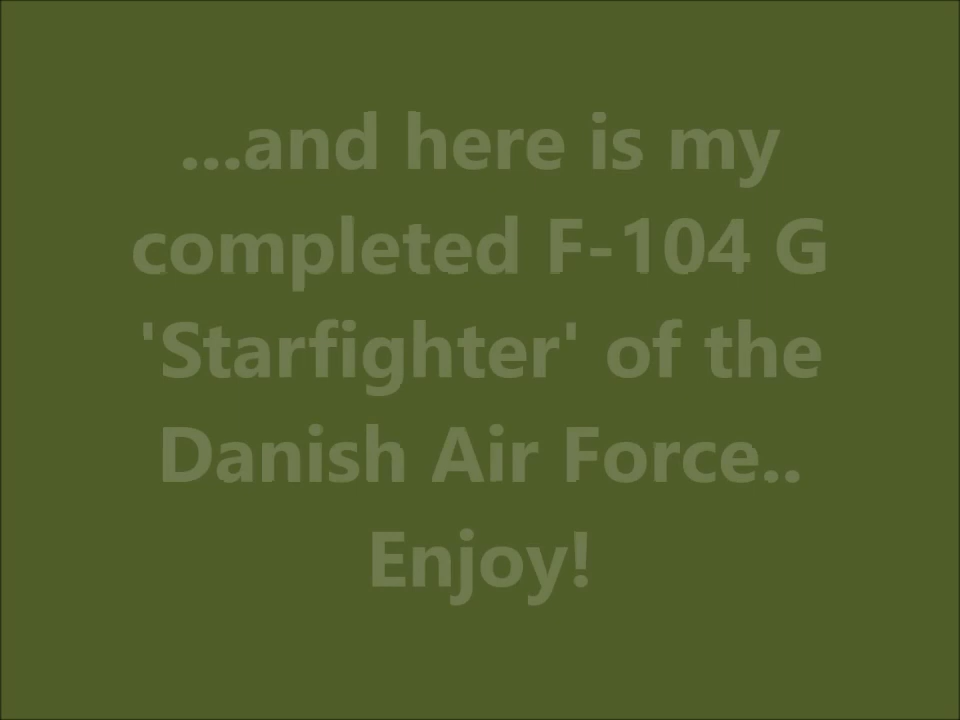 ...and here is my
completed F-104 G
'Starfighter' of the
Danish Air Force..
Enjoy!